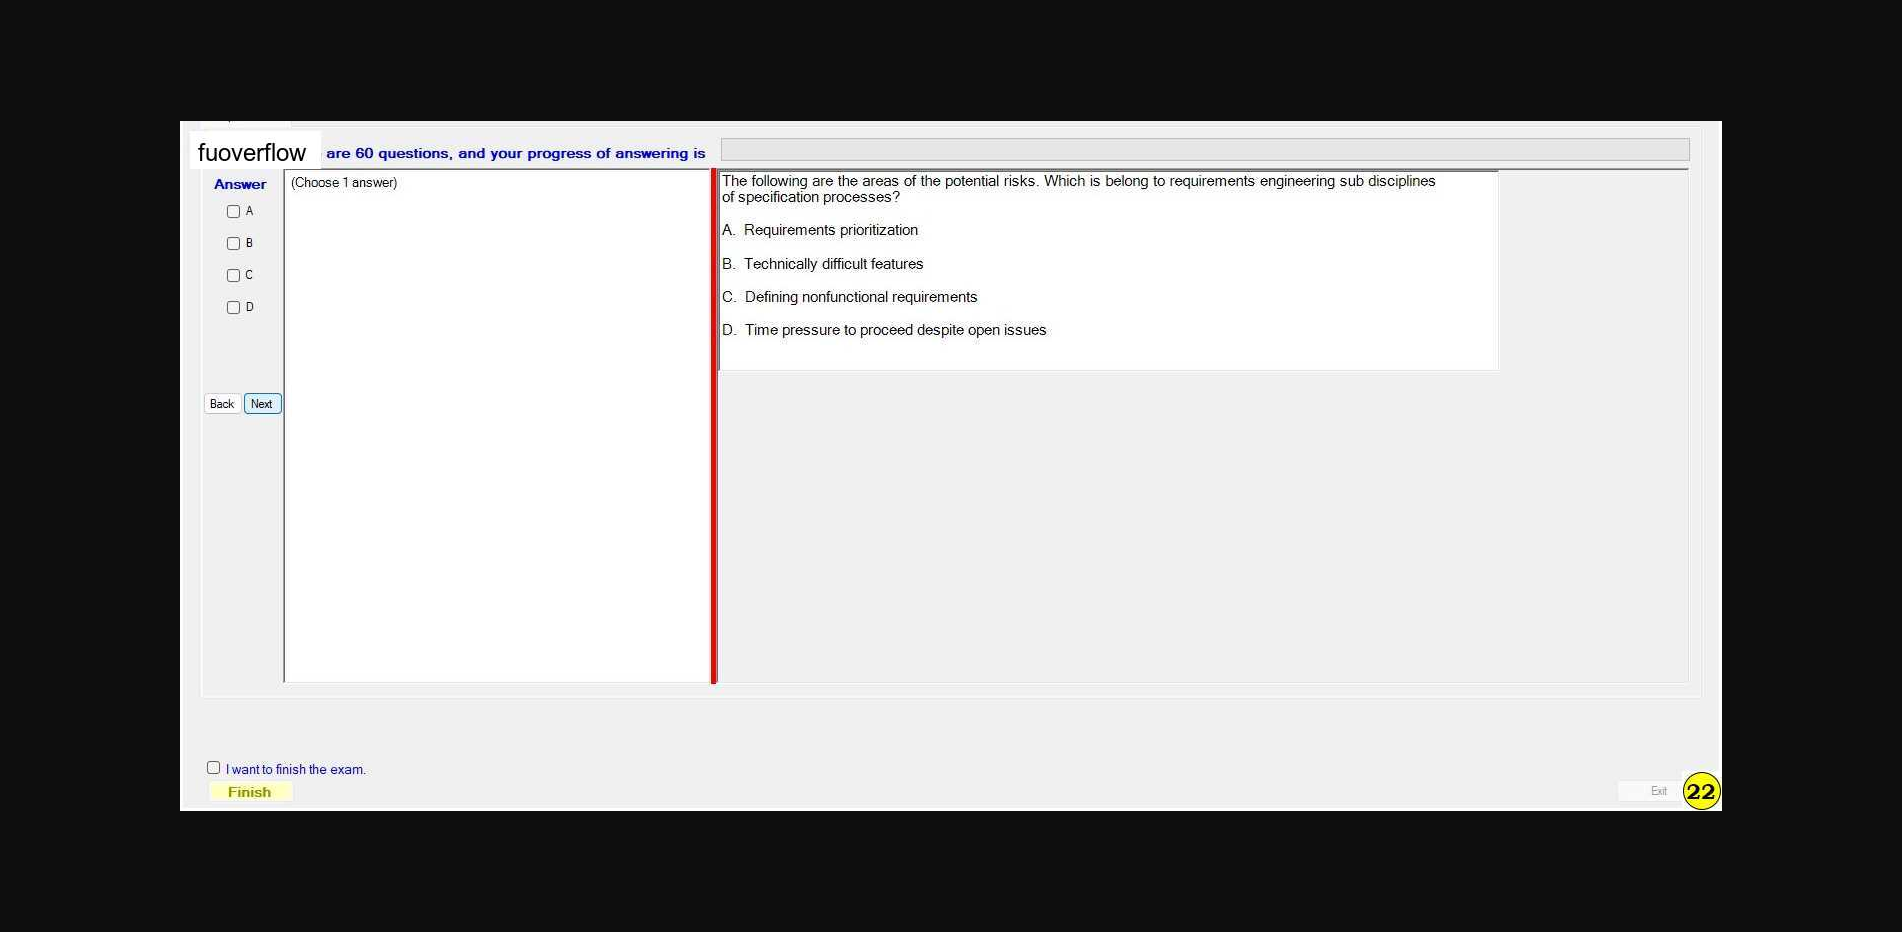 fuoverflow are 60 questions, and your progress of answering is
Answer
A
B
C
D
Back Next
(Choose 1 answer)
The following are the areas of the potential risks. Which is belong to requirements engineering sub disciplines
of specification processes?
A. Requirements prioritization
B. Technically difficult features
C. Defining nonfunctional requirements
D. Time pressure to proceed despite open issues
I want to finish the exam.
Finish
Exit
22